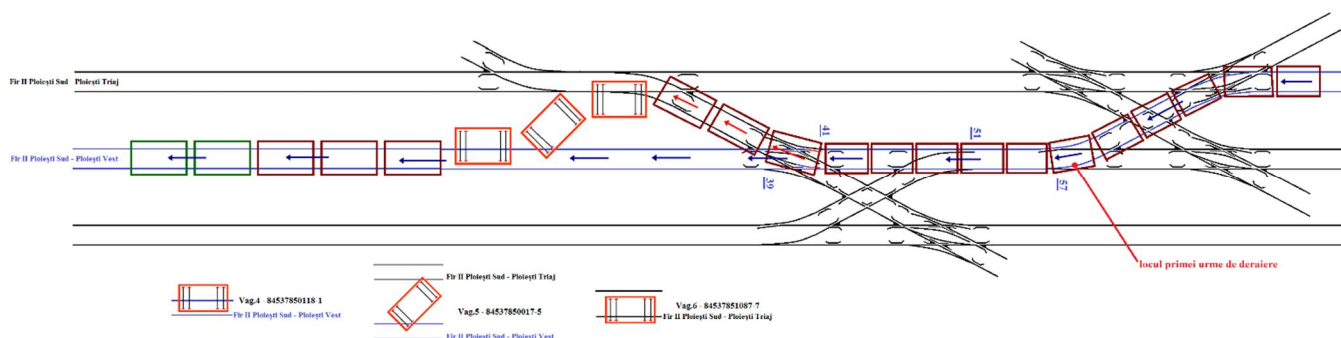 Fir II Ploiești Sud Ploiești Triaj
Fir II Ploiești Sud - Ploiești Vest
41
51
39
57
locul primei urme de deraiere
Vag.4 - 84537850118-1
Fir II Ploiești Sud - Ploiești Vest
Fir II Ploiești Sud - Ploiești Triaj
Vag.5 - 84537850017-5
Fir II Ploiești Sud - Ploiești Vest
Vag.6 - 84537851087-7
Fir II Ploiești Sud - Ploiești Triaj